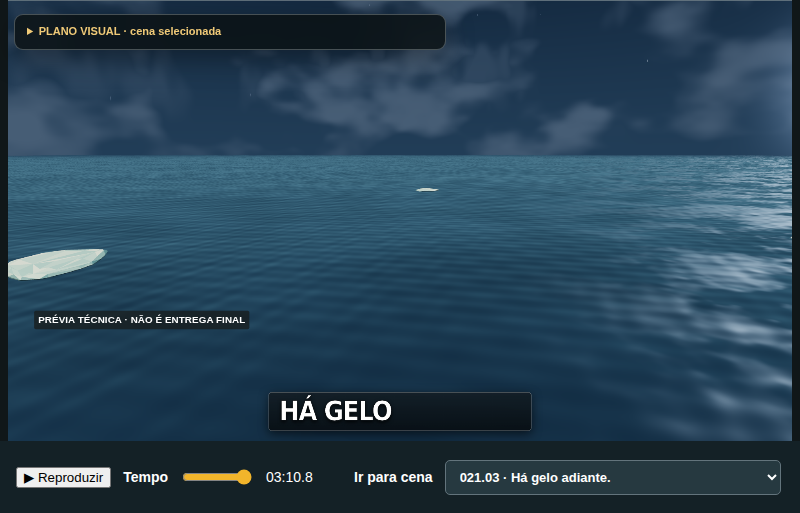 ▶ PLANO VISUAL · cena selecionada
PRÉVIA TÉCNICA · NÃO É ENTREGA FINAL
HÁ GELO
▶ Reproduzir Tempo 03:10.8 Ir para cena 021.03 · Há gelo adiante.